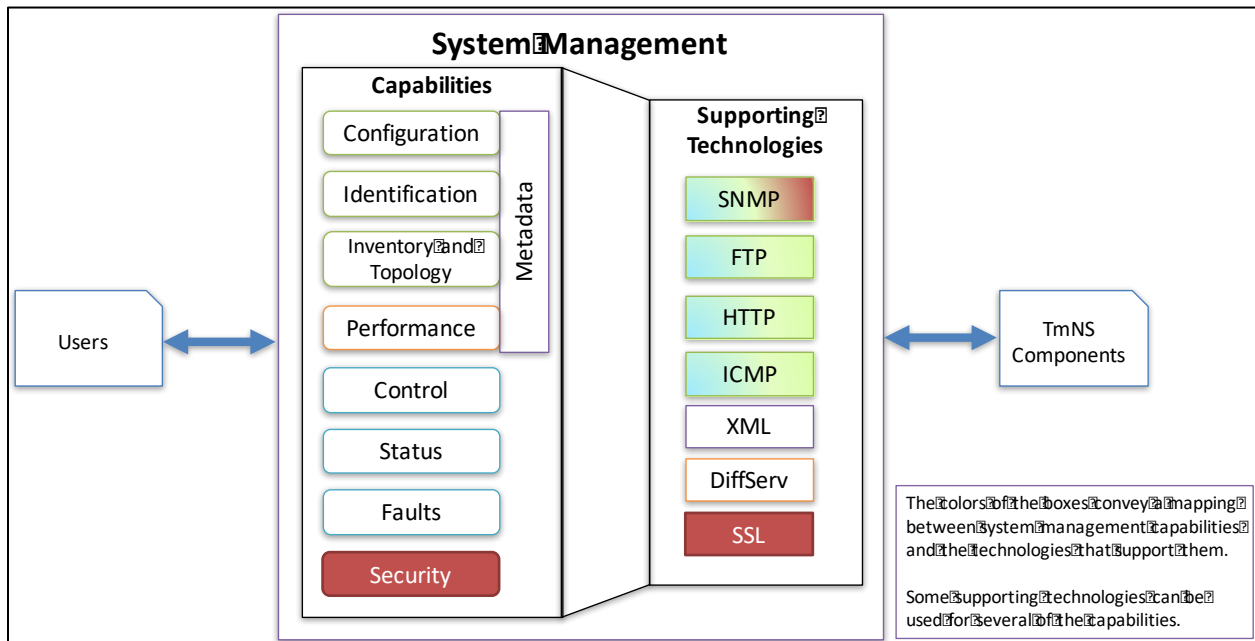 System Management
Capabilities
Configuration
Identification
Inventory and
Topology
Performance
Control
Status
Faults
Security
Metadata
Supporting
Technologies
SNMP
FTP
HTTP
ICMP
XML
DiffServ
SSL
Users
TmNS
Components
The colors of the boxes convey a mapping
between system management capabilities
and the technologies that support them.
Some supporting technologies can be
used for several of the capabilities.